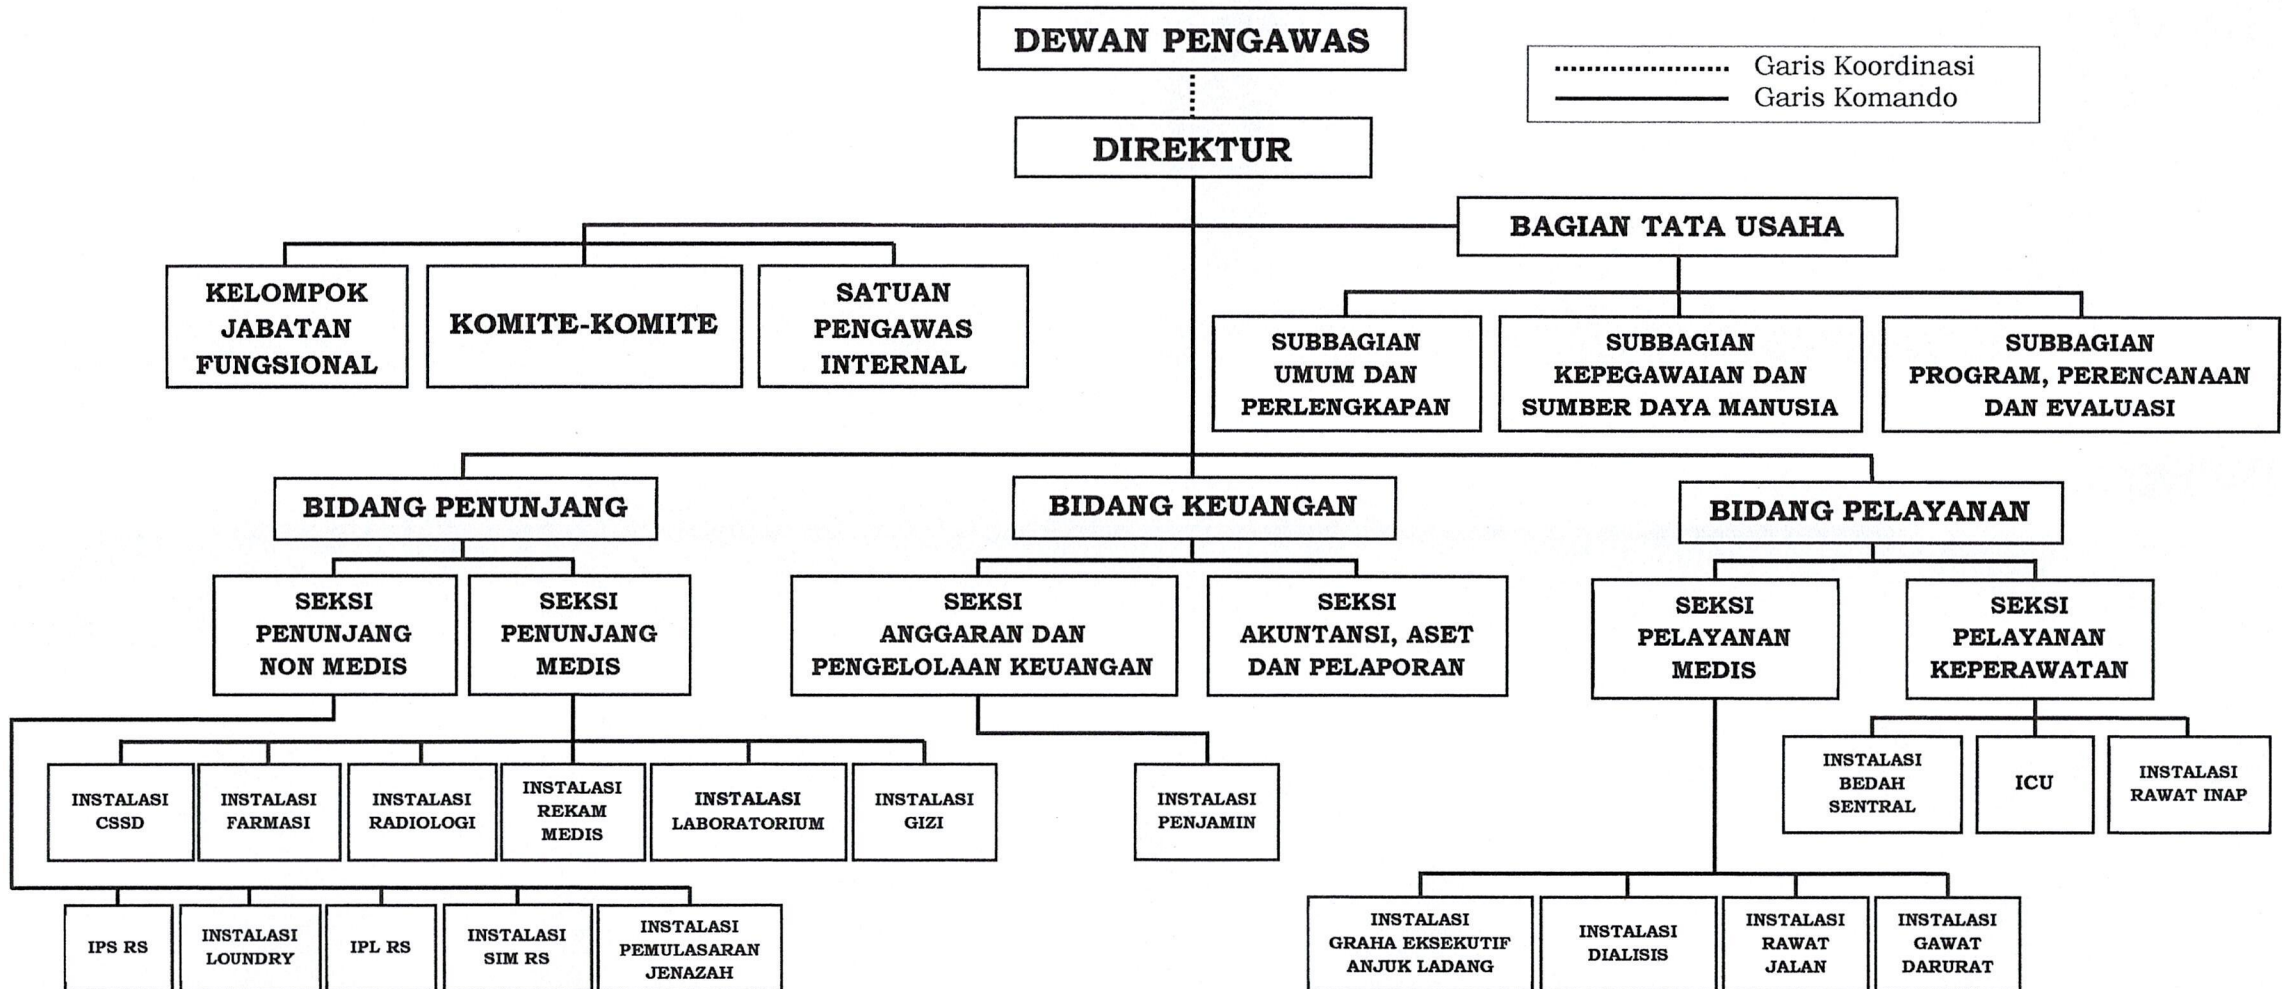 DEWAN PENGAWAS
Garis Koordinasi
Garis Komando
DIREKTUR
BAGIAN TATA USAHA
KELOMPOK
JABATAN
FUNGSIONAL
KOMITE-KOMITE
SATUAN
PENGAWAS
INTERNAL
SUBBAGIAN
UMUM DAN
PERLENGKAPAN
SUBBAGIAN
KEPEGAWAIAN DAN
SUMBER DAYA MANUSIA
SUBBAGIAN
PROGRAM, PERENCANAAN
DAN EVALUASI
BIDANG PENUNJANG
BIDANG KEUANGAN
BIDANG PELAYANAN
SEKSI
PENUNJANG
NON MEDIS
SEKSI
PENUNJANG
MEDIS
SEKSI
ANGGARAN DAN
PENGELOLAAN KEUANGAN
SEKSI
AKUNTANSI, ASET
DAN PELAPORAN
SEKSI
PELAYANAN
MEDIS
SEKSI
PELAYANAN
KEPERAWATAN
INSTALASI
CSSD
INSTALASI
FARMASI
INSTALASI
RADIOLOGI
INSTALASI
REKAM
MEDIS
INSTALASI
LABORATORIUM
INSTALASI
GIZI
INSTALASI
PENJAMIN
INSTALASI
BEDAH
SENTRAL
ICU
INSTALASI
RAWAT INAP
IPS RS
INSTALASI
LOUNDRY
IPL RS
INSTALASI
SIM RS
INSTALASI
PEMULASARAN
JENAZAH
INSTALASI
GRAHA EKSEKUTIF
ANJUK LADANG
INSTALASI
DIALISIS
INSTALASI
RAWAT
JALAN
INSTALASI
GAWAT
DARURAT